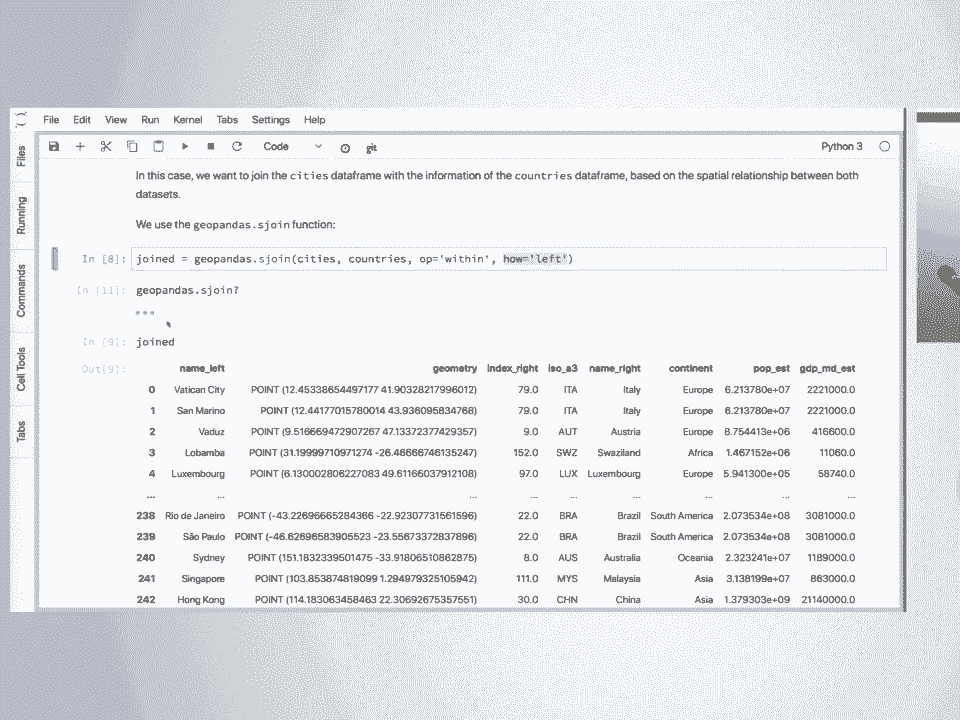 File Edit View Run Kernel Tabs Settings Help
Files
Running
Commands
Cell Tools
Tabs
Code git Python 3
In this case, we want to join the cities dataframe with the information of the countries dataframe, based on the spatial relationship between both
datasets.
We use the geopandas.sjoin function:
In [8]: joined = geopandas.sjoin(cities, countries, op='within', how='left')
In [11]: geopandas.sjoin?
In [9]: joined
Out[9]: name_left geometry index_right iso_a3 name_right continent pop_est gdp_md_est
0 Vatican City POINT (12.45338654497177 41.90328217996012) 79.0 ITA Italy Europe 6.213780e+07 2221000.0
1 San Marino POINT (12.44177015780014 43.936095834768) 79.0 ITA Italy Europe 6.213780e+07 2221000.0
2 Vaduz POINT (9.516669472907267 47.13372377429357) 9.0 AUT Austria Europe 8.754413e+06 416600.0
3 Lobamba POINT (31.19999710971274 -26.46666746135247) 152.0 SWZ Swaziland Africa 1.467152e+06 11060.0
4 Luxembourg POINT (6.130002806227083 49.61166037912108) 97.0 LUX Luxembourg Europe 5.941300e+05 58740.0
... ... ... ... ... ... ... ... ...
238 Rio de Janeiro POINT (-43.22696665284366 -22.92307731561596) 22.0 BRA Brazil South America 2.073534e+08 3081000.0
239 São Paulo POINT (-46.62696583905523 -23.55673372837896) 22.0 BRA Brazil South America 2.073534e+08 3081000.0
240 Sydney POINT (151.1832339501475 -33.91806510862875) 8.0 AUS Australia Oceania 2.323241e+07 1189000.0
241 Singapore POINT (103.853874819099 1.294979325105942) 111.0 MYS Malaysia Asia 3.138199e+07 863000.0
242 Hong Kong POINT (114.183063458463 22.30692675357551) 30.0 CHN China Asia 1.379303e+09 21140000.0